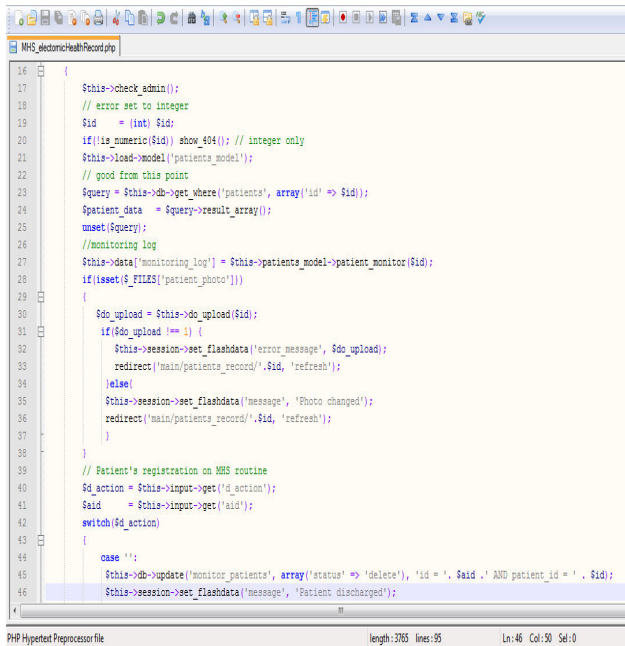 MHS_electornicHealthRecord.php
16 {
17 $this->check_admin();
18 // error set to integer
19 $id = (int) $id;
20 if(!is_numeric($id)) show_404(); // integer only
21 $this->load->model('patients_model');
22 // good from this point
23 $query = $this->db->get_where('patients', array('id' => $id));
24 $patient_data = $query->result_array();
25 unset($query);
26 //monitoring log
27 $this->data['monitoring_log'] = $this->patients_model->patient_monitor($id);
28 if(isset($_FILES['patient_photo']))
29 {
30 $do_upload = $this->do_upload($id);
31 if($do_upload !== 1) {
32 $this->session->set_flashdata('error_message', $do_upload);
33 redirect('main/patients_record/'.$id, 'refresh');
34 }else{
35 $this->session->set_flashdata('message', 'Photo changed');
36 redirect('main/patients_record/'.$id, 'refresh');
37 }
38 }
39 // Patient's registration on MHS routine
40 $d_action = $this->input->get('d_action');
41 $aid = $this->input->get('aid');
42 switch($d_action)
43 {
44 case '':
45 $this->db->update('monitor_patients', array('status' => 'delete'), 'id = '. $aid .' AND patient_id = ' . $id);
46 $this->session->set_flashdata('message', 'Patient discharged');
PHP Hypertext Preprocessor file length : 3765 lines : 95 Ln : 46 Col : 50 Sel : 0